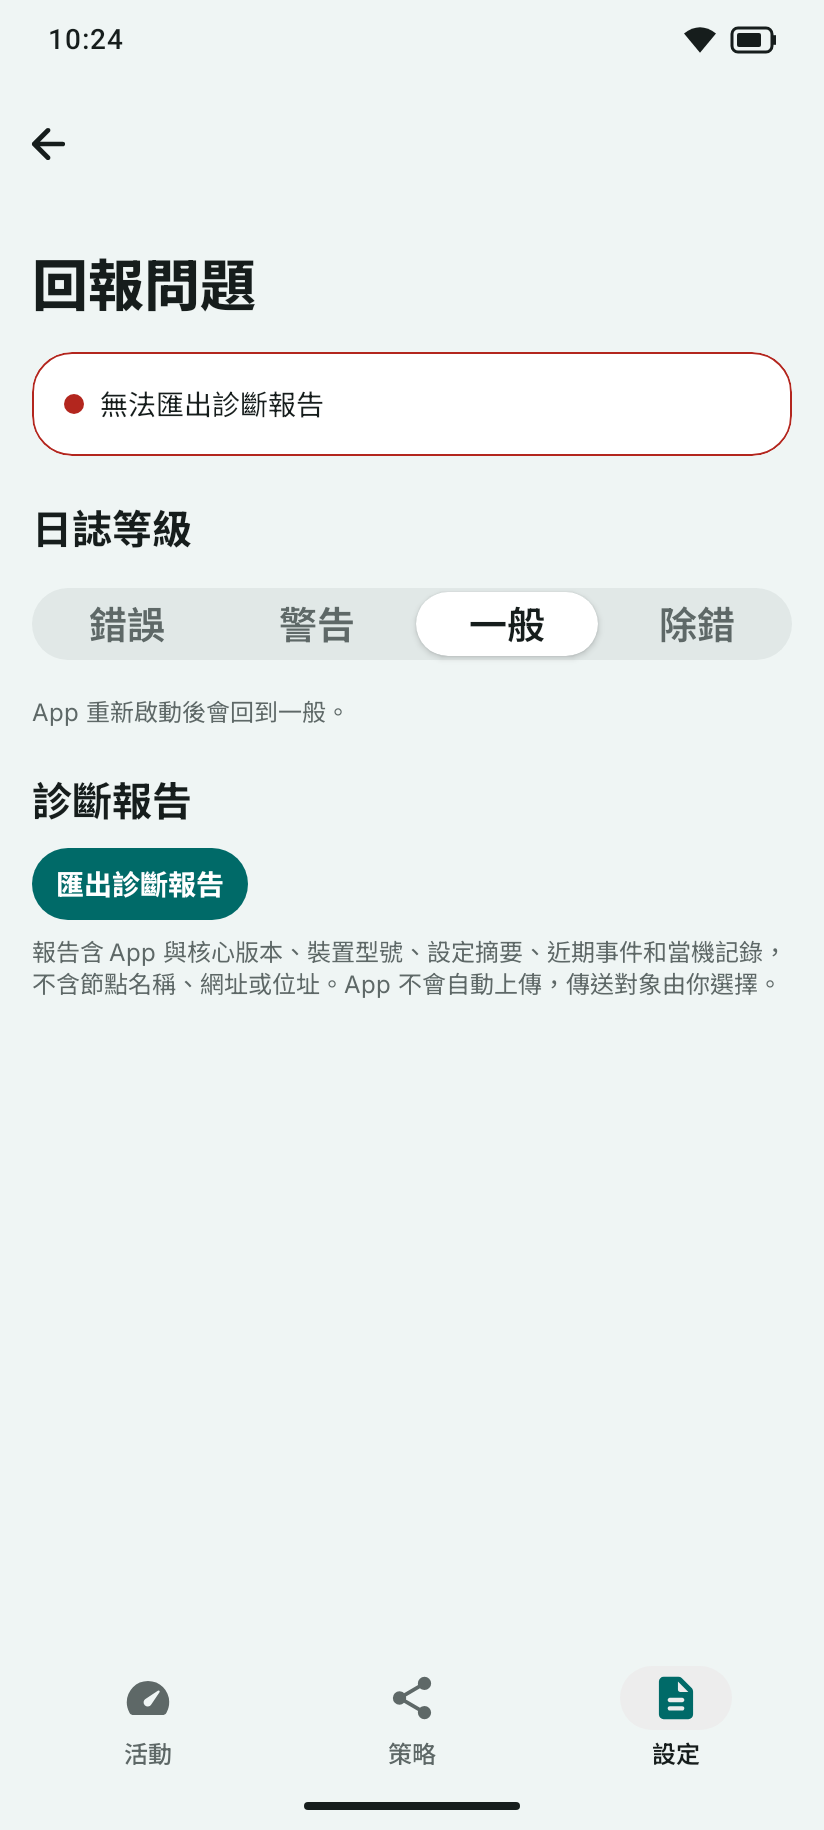 10:24
回報問題
無法匯出診斷報告
日誌等級
錯誤 警告 一般 除錯
App 重新啟動後會回到一般。
診斷報告
匯出診斷報告
報告含 App 與核心版本、裝置型號、設定摘要、近期事件和當機記錄，
不含節點名稱、網址或位址。App 不會自動上傳，傳送對象由你選擇。
活動 策略 設定